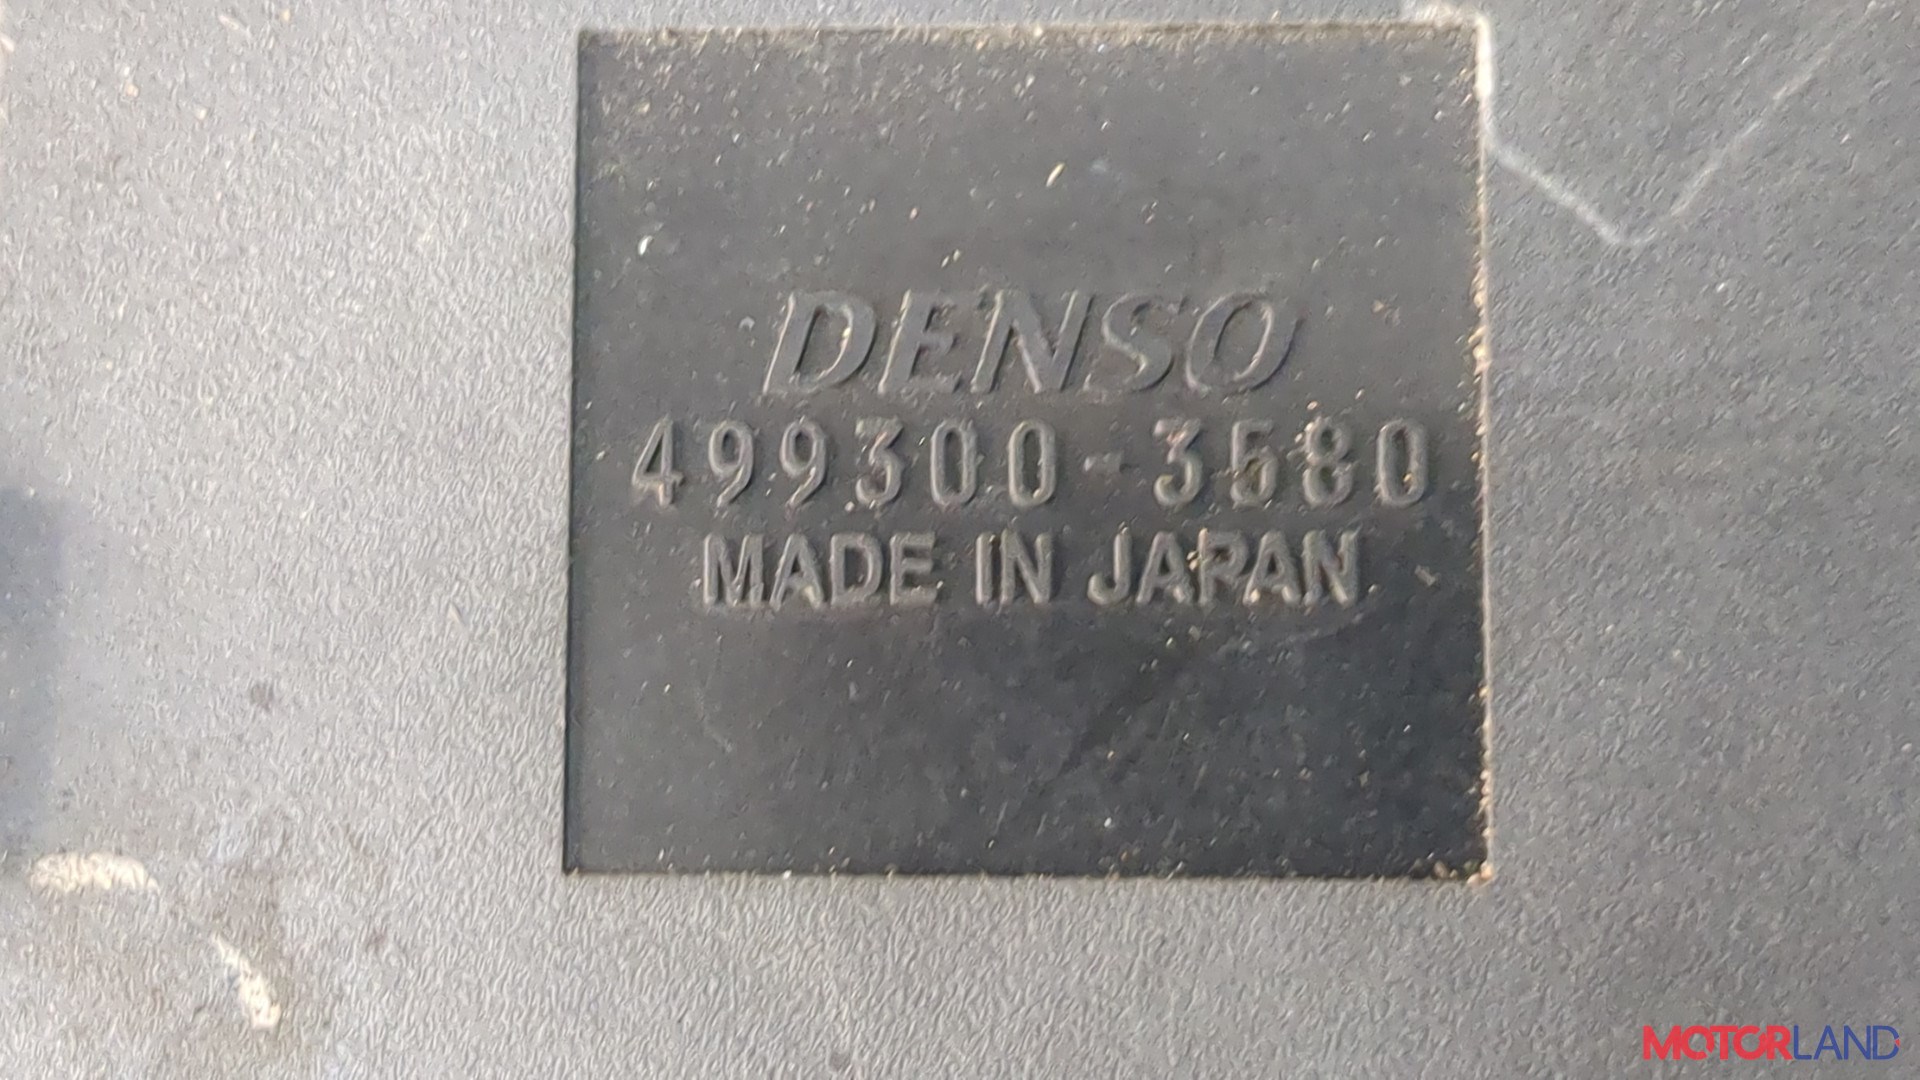 DENSO
499300-3580
MADE IN JAPAN
MOTORLAND